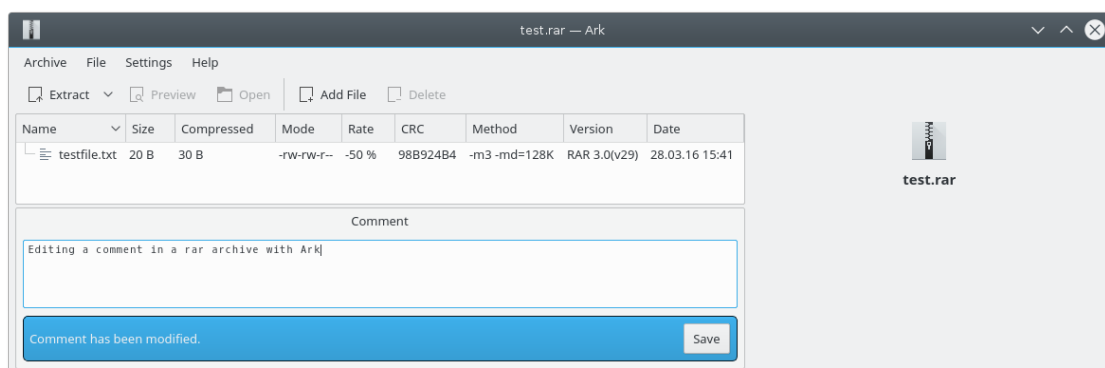 test.rar — Ark
Archive File Settings Help
Extract Preview Open Add File Delete
Name Size Compressed Mode Rate CRC Method Version Date
testfile.txt 20 B 30 B -rw-rw-r-- -50 % 98B924B4 -m3 -md=128K RAR 3.0(v29) 28.03.16 15:41
test.rar
Comment
Editing a comment in a rar archive with Ark
Comment has been modified. Save